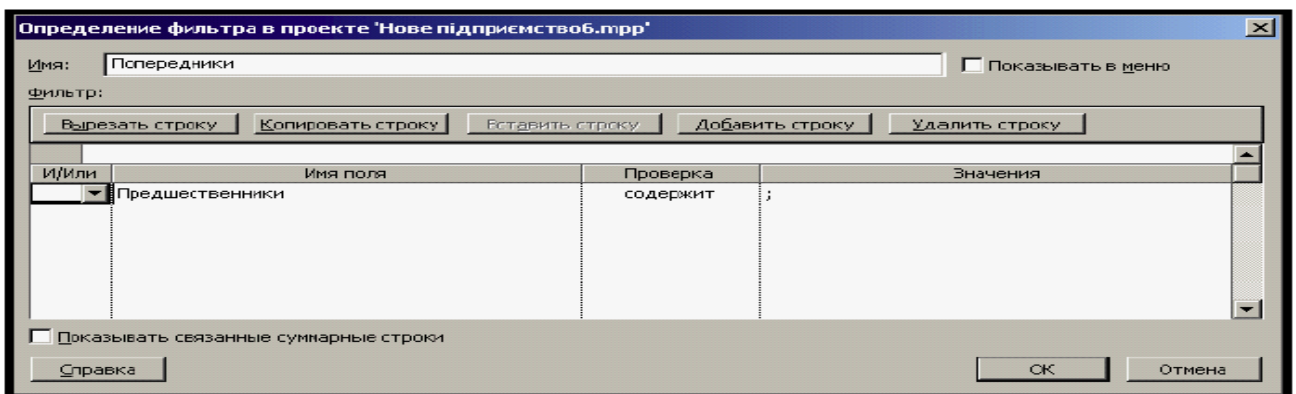 Определение фильтра в проекте 'Нове підприємство6.mpp'
Имя: Попередники Показывать в меню
Фильтр:
Вырезать строку Копировать строку Вставить строку Добавить строку Удалить строку
И/Или Имя поля Проверка Значения
Предшественники содержит ;
Показывать связанные суммарные строки
Справка ОК Отмена